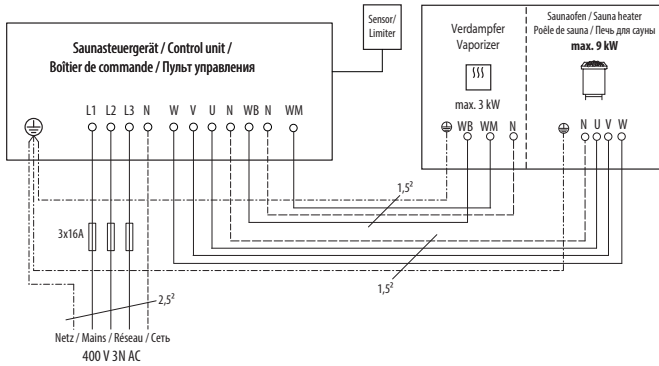 Saunasteuergerät / Control unit /
Boîtier de commande / Пульт управления
Sensor/
Limiter
Verdampfer
Vaporizer
max. 3 kW
Saunaofen / Sauna heater
Poêle de sauna / Печь для сауны
max. 9 kW
L1 L2 L3 N W V U N WB N WM
WB WM N
N U V W
1,5²
3x16A
1,5²
2,5²
Netz / Mains / Réseau / Сеть
400 V 3N AC